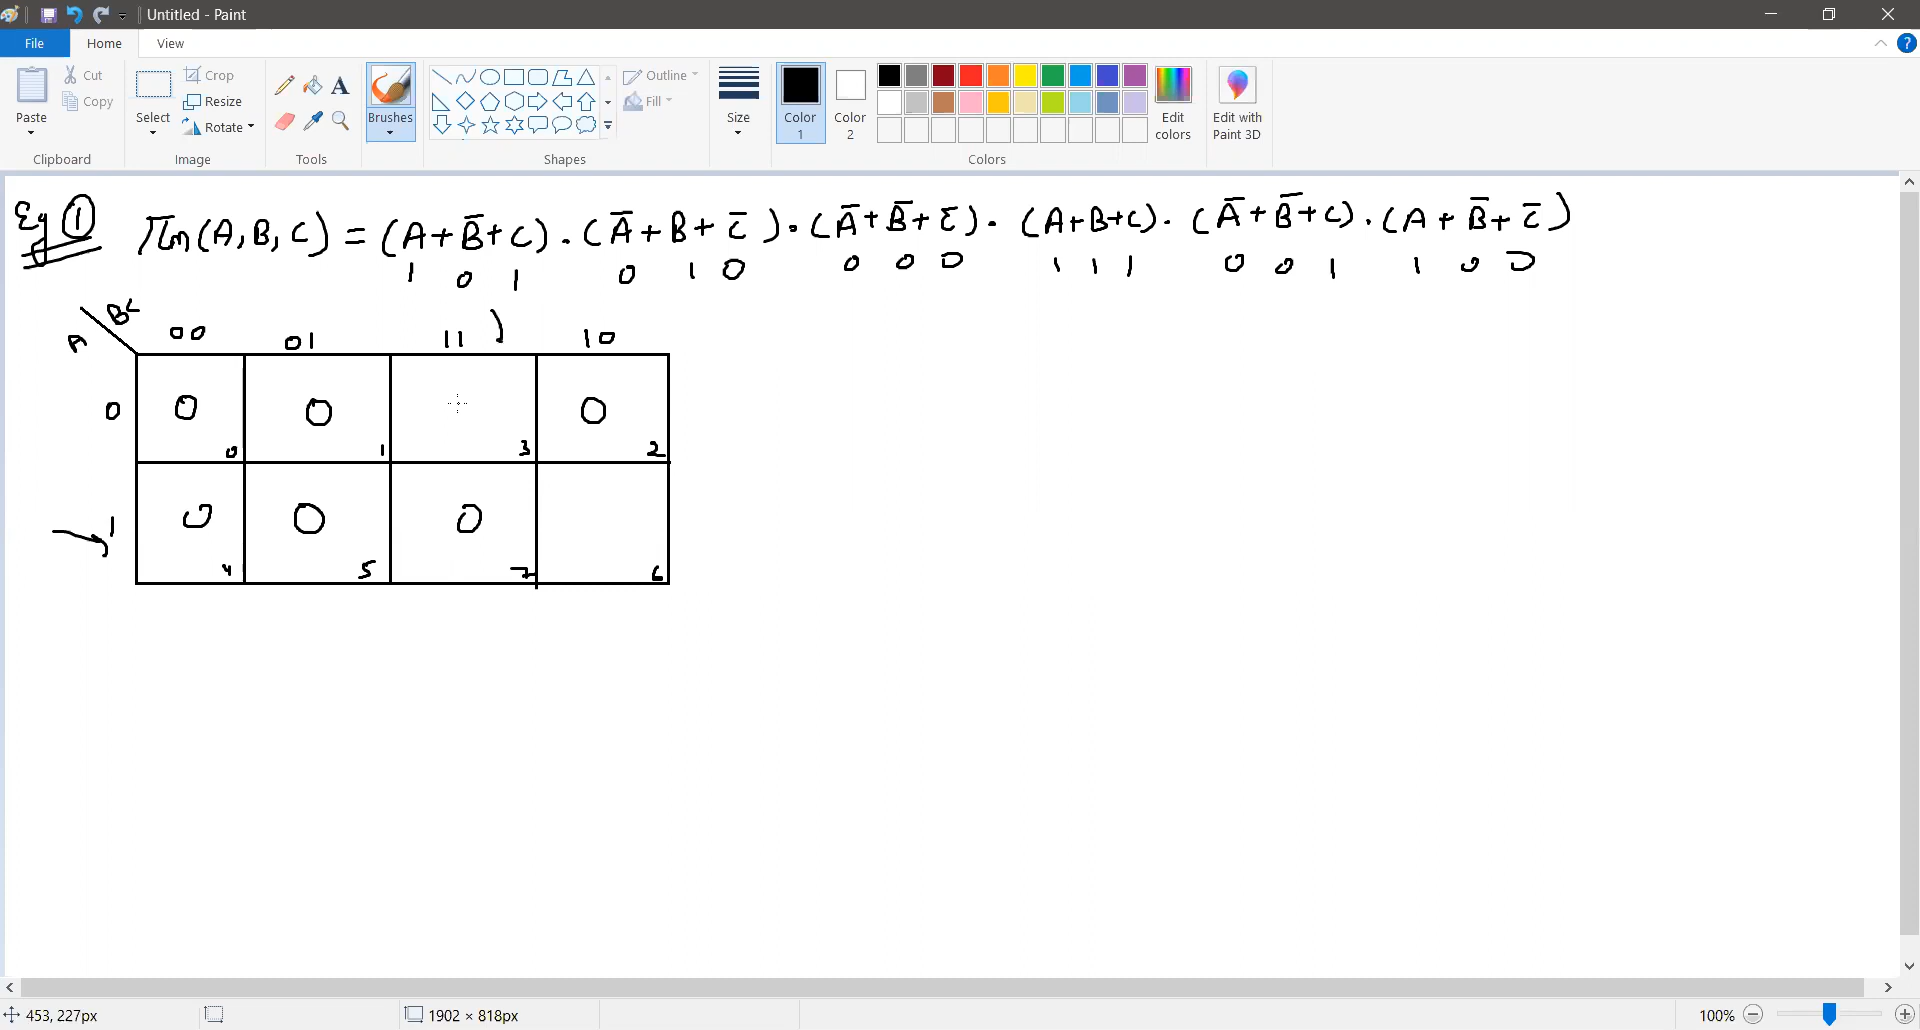 Untitled - Paint
File Home View
Paste Cut Copy Clipboard
Select Crop Resize Rotate Image
Tools
Brushes
Shapes
Outline Fill
Size
Color 1 Color 2 Edit colors Colors
Edit with Paint 3D
Eg ① πm(A,B,C) = (A+B̅+C) . (A̅+B+C̅) . (A̅+B̅+C̅) . (A+B+C) . (A̅+B̅+C) . (A+B̅+C̅)
1 0 1 0 1 0 0 0 0 1 1 1 0 0 1 1 0 0
BC
A 00 01 11 ) 10
0 0 0 0
0 1 3 2
1 0 0 0
4 5 7 6
453, 227px 1902 × 818px 100%